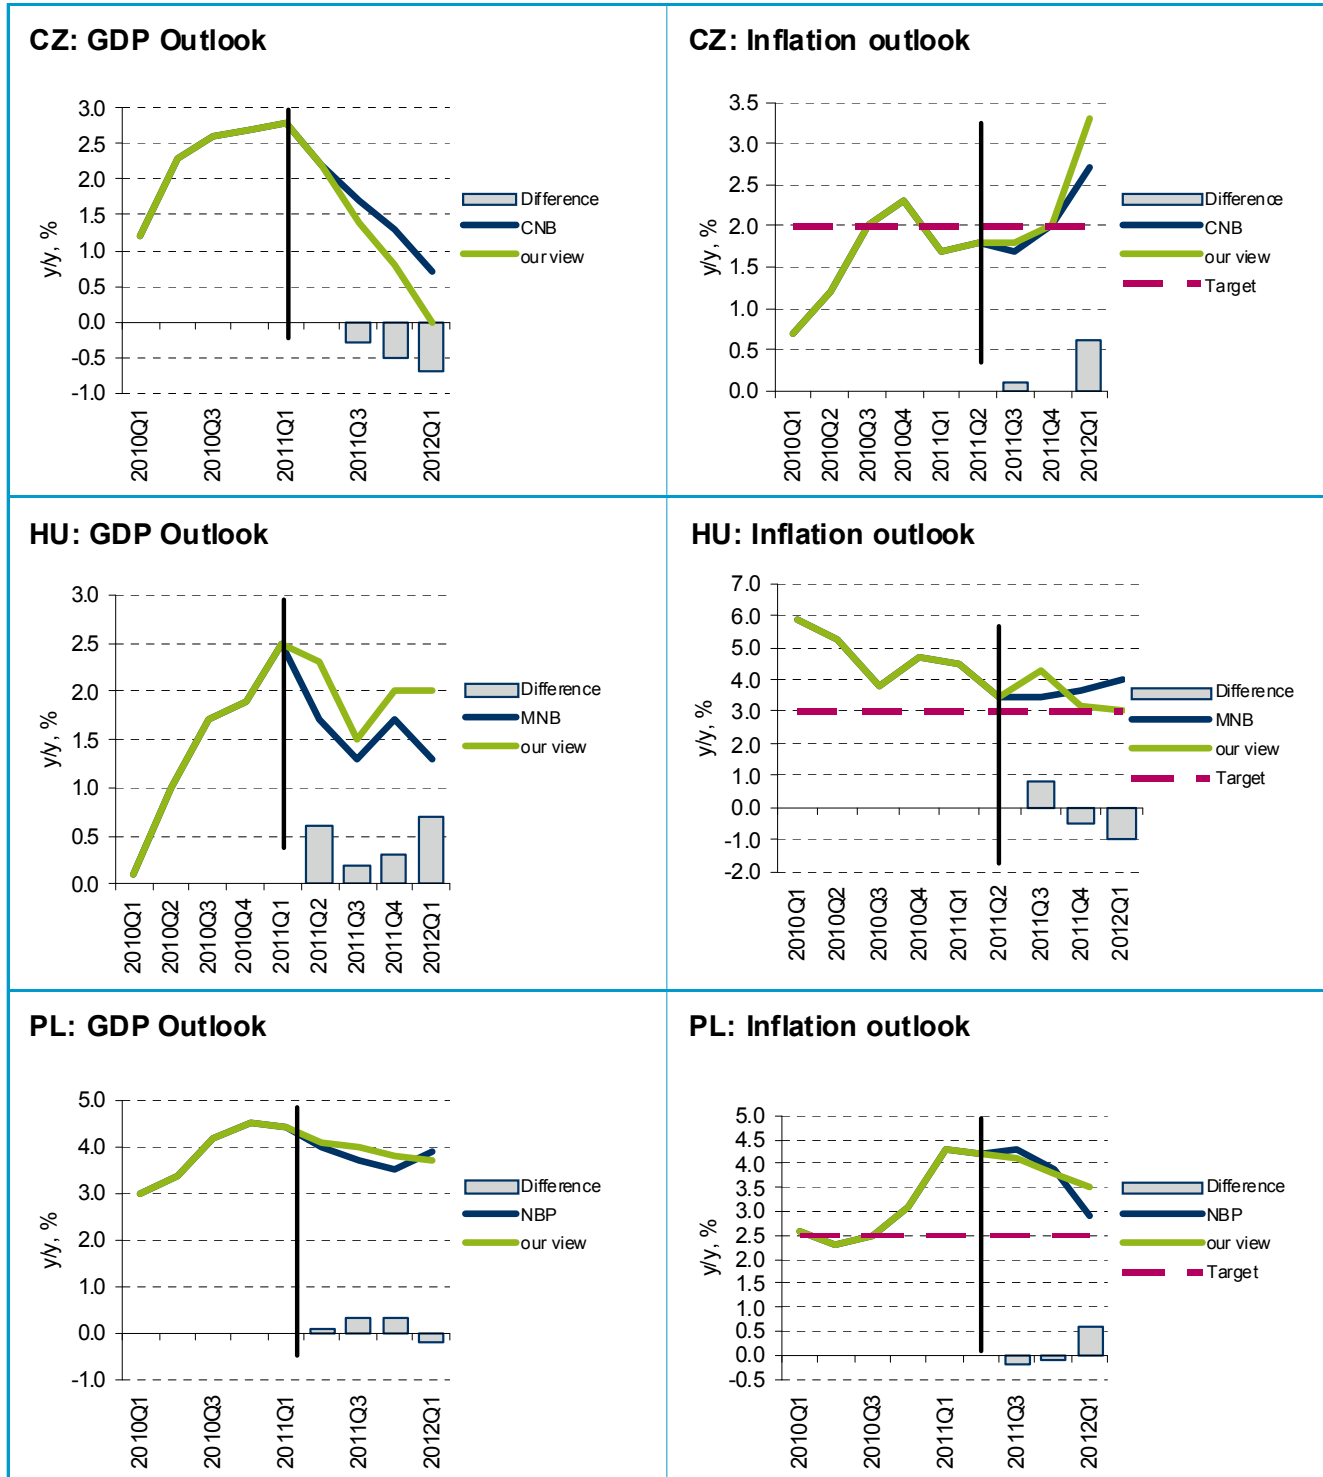 CZ: GDP Outlook
y/y, %
3.0
2.5
2.0
1.5
1.0
0.5
0.0
-0.5
-1.0
2010Q1
2010Q3
2011Q1
2011Q3
2012Q1
Difference
CNB
our view
CZ: Inflation outlook
y/y, %
3.5
3.0
2.5
2.0
1.5
1.0
0.5
0.0
2010Q1
2010Q2
2010Q3
2010Q4
2011Q1
2011Q2
2011Q3
2011Q4
2012Q1
Difference
CNB
our view
Target
HU: GDP Outlook
y/y, %
3.0
2.5
2.0
1.5
1.0
0.5
0.0
2010Q1
2010Q2
2010Q3
2010Q4
2011Q1
2011Q2
2011Q3
2011Q4
2012Q1
Difference
MNB
our view
HU: Inflation outlook
y/y, %
7.0
6.0
5.0
4.0
3.0
2.0
1.0
0.0
-1.0
-2.0
2010Q1
2010Q2
2010Q3
2010Q4
2011Q1
2011Q2
2011Q3
2011Q4
2012Q1
Difference
MNB
our view
Target
PL: GDP Outlook
y/y, %
5.0
4.0
3.0
2.0
1.0
0.0
-1.0
2010Q1
2010Q3
2011Q1
2011Q3
2012Q1
Difference
NBP
our view
PL: Inflation outlook
y/y, %
5.0
4.5
4.0
3.5
3.0
2.5
2.0
1.5
1.0
0.5
0.0
-0.5
2010Q1
2010Q3
2011Q1
2011Q3
2012Q1
Difference
NBP
our view
Target